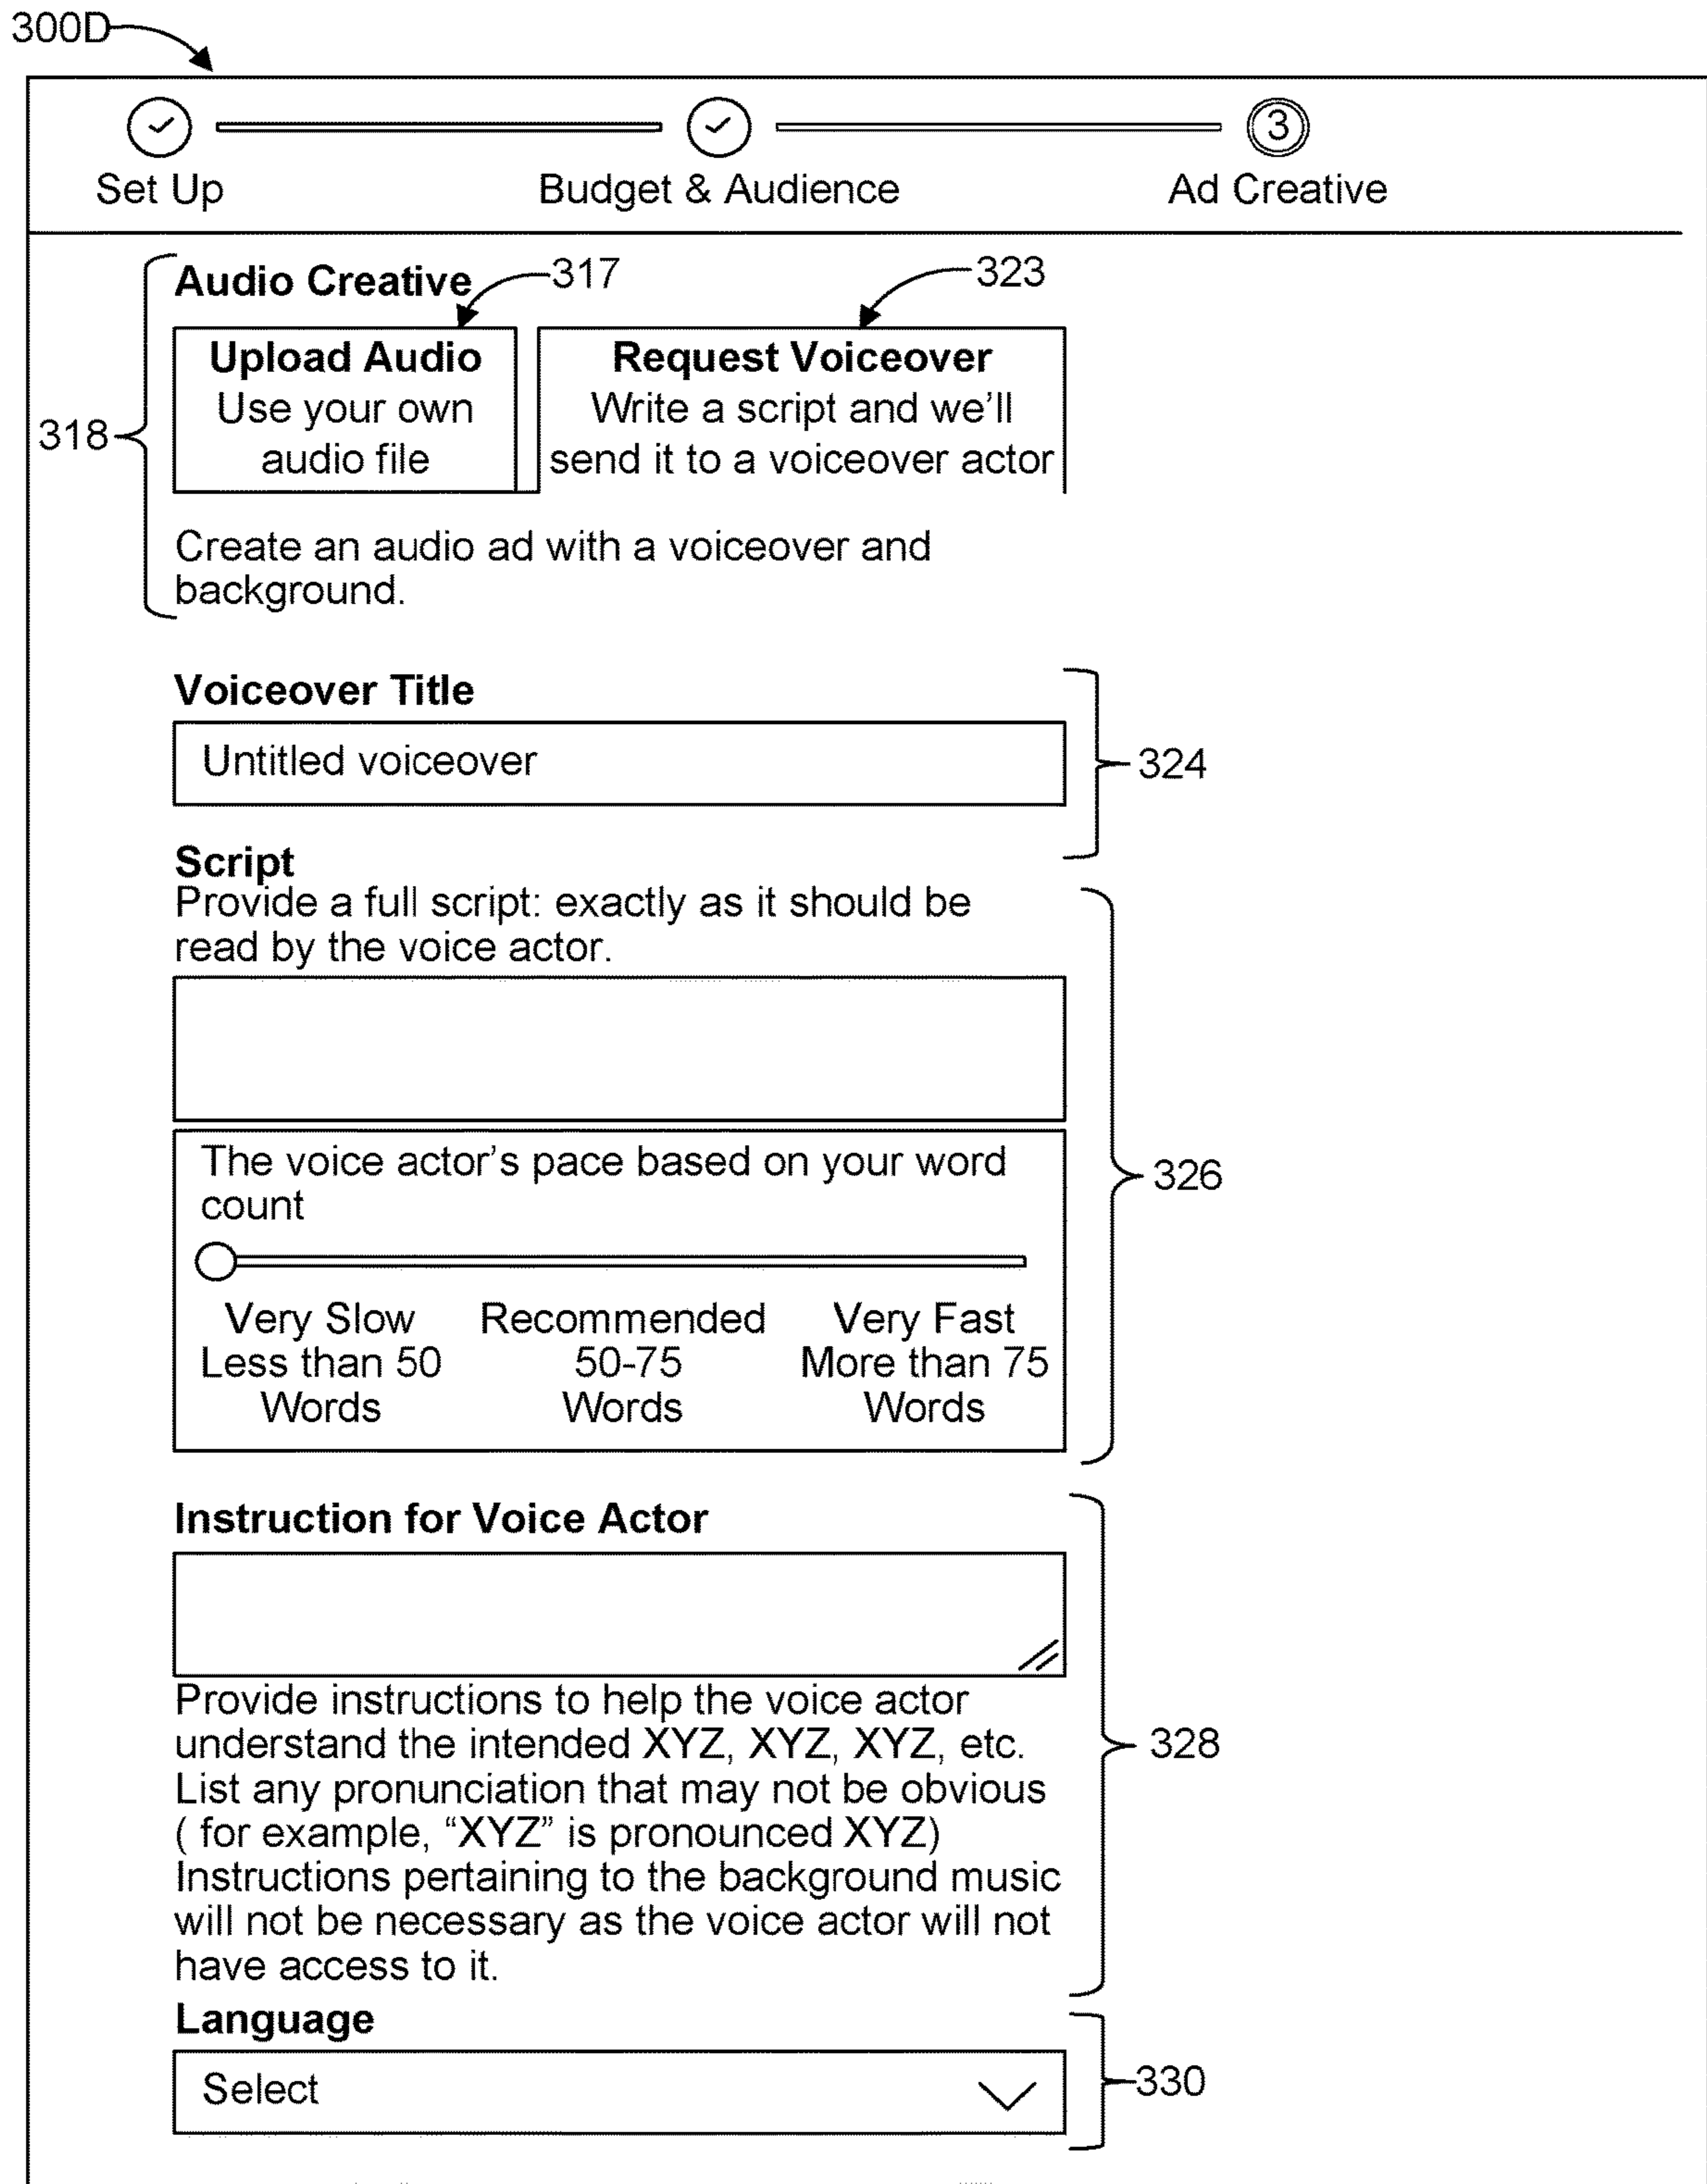 300D
3
Set Up
Budget & Audience
Ad Creative
Audio Creative
317
323
Upload Audio
Use your own
audio file
Request Voiceover
Write a script and we'll
send it to a voiceover actor
318
Create an audio ad with a voiceover and
background.
Voiceover Title
Untitled voiceover
324
Script
Provide a full script: exactly as it should be
read by the voice actor.
The voice actor's pace based on your word
count
326
Very Slow
Less than 50
Words
Recommended
50-75
Words
Very Fast
More than 75
Words
Instruction for Voice Actor
Provide instructions to help the voice actor
understand the intended XYZ, XYZ, XYZ, etc.
328
List any pronunciation that may not be obvious
( for example, “XYZ” is pronounced XYZ)
Instructions pertaining to the background music
will not be necessary as the voice actor will not
have access to it.
Language
Select
330